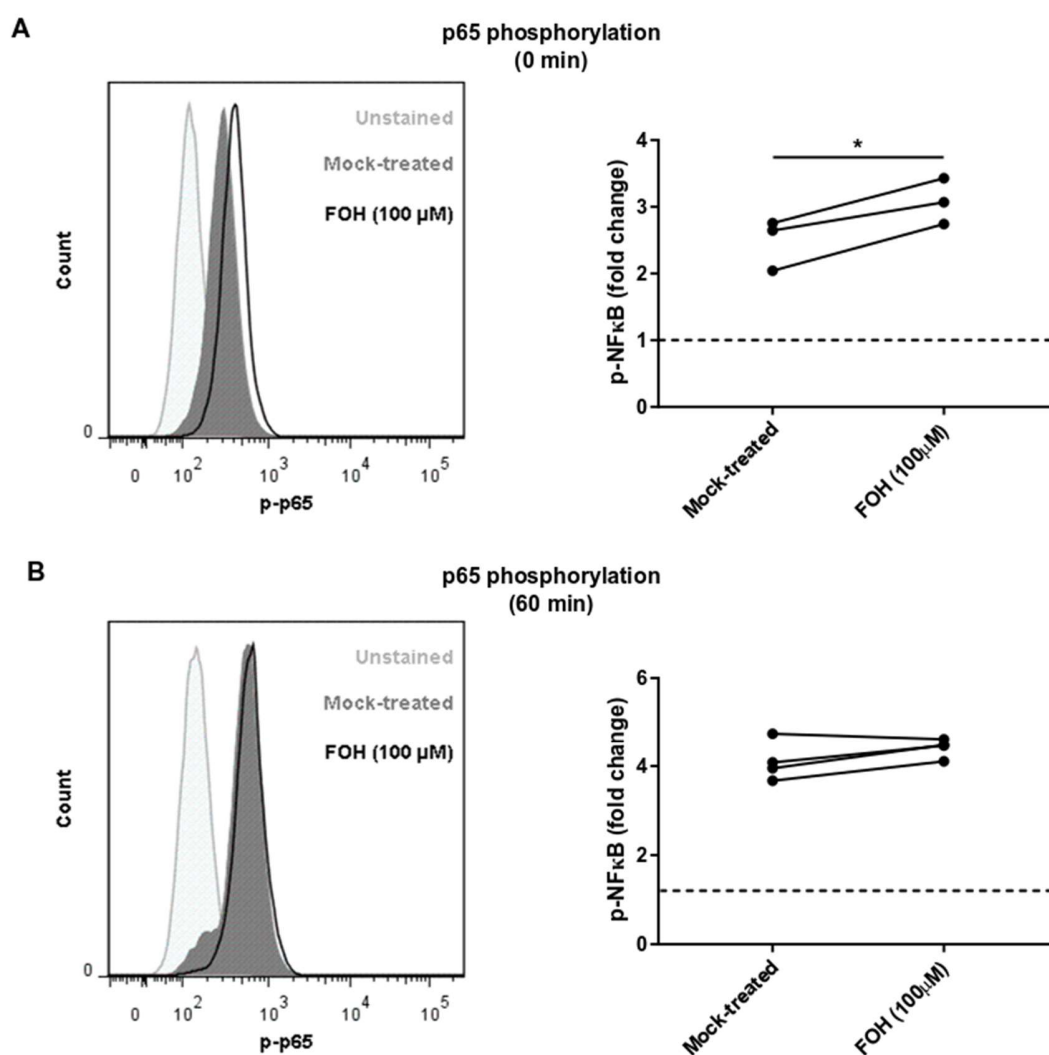 A
p65 phosphorylation
(0 min)
Unstained
Mock-treated
FOH (100 µM)
Count
0
0 10² 10³ 10⁴ 10⁵
p-p65
*
4
3
2
1
0
p-NFκB (fold change)
Mock-treated
FOH (100µM)
B
p65 phosphorylation
(60 min)
Unstained
Mock-treated
FOH (100 µM)
Count
0
0 10² 10³ 10⁴ 10⁵
p-p65
6
4
2
0
p-NFκB (fold change)
Mock-treated
FOH (100µM)